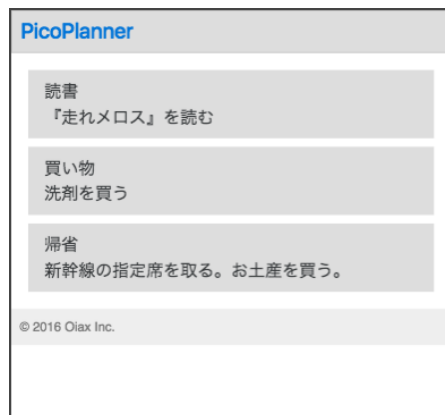 PicoPlanner
読書
『走れメロス』を読む
買い物
洗剤を買う
帰省
新幹線の指定席を取る。お土産を買う。
© 2016 Oiax Inc.